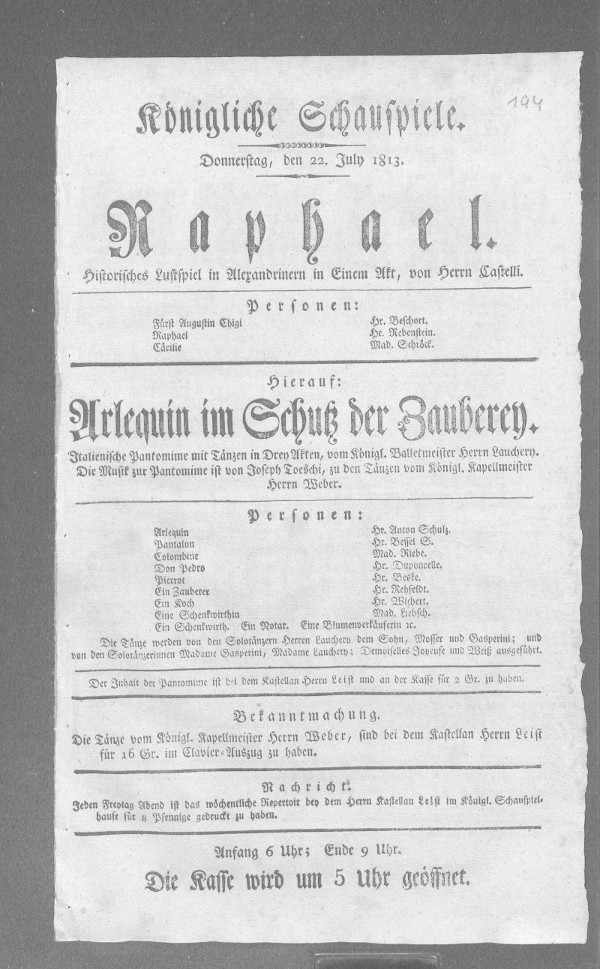 194
Königliche Schauspiele.
Donnerstag, den 22. July 1813.
Raphael.
Historisches Lustspiel in Alexandrinern in Einem Akt, von Herrn Castelli.
Personen:
Fürst Augustin Chigi Hr. Beschort.
Raphael Hr. Rebenstein.
Cäcilie Mad. Schröck.
Hierauf:
Arlequin im Schutz der Zauberey.
Italienische Pantomime mit Tänzen in Drey Akten, vom Königl. Balletmeister Herrn Lauchery.
Die Musik zur Pantomime ist von Joseph Toeschi, zu den Tänzen vom Königl. Kapellmeister
Herrn Weber.
Personen:
Arlequin Hr. Anton Schulz.
Pantalon Hr. Bessel S.
Colombine Mad. Riebe.
Don Pedro Hr. Duponcelle.
Pierrot Hr. Beske.
Ein Zauberer Hr. Rehfeldt.
Ein Koch Hr. Wichert.
Eine Schenkwirthin Mad. Liebsch.
Ein Schenkwirth. Ein Notar. Eine Blumenverkäuferin ꝛc.
Die Tänze werden von den Solotänzern Herren Lauchery dem Sohn, Moser und Gasperini; und
von den Solotänzerinnen Madame Gasperini, Madame Lauchery; Demoiselles Joyeuse und Weiß ausgeführt.
Der Inhalt der Pantomime ist bei dem Kastellan Herrn Leist und an der Kasse für 2 Gr. zu haben.
Bekanntmachung.
Die Tänze vom Königl. Kapellmeister Herrn Weber, sind bei dem Kastellan Herrn Leist
für 16 Gr. im Clavier-Auszug zu haben.
Nachricht.
Jeden Freytag Abend ist das wöchentliche Repertoir bey dem Herrn Kastellan Leist im Königl. Schauspiel-
hause für 8 Pfennige gedruckt zu haben.
Anfang 6 Uhr; Ende 9 Uhr.
Die Kasse wird um 5 Uhr geöffnet.